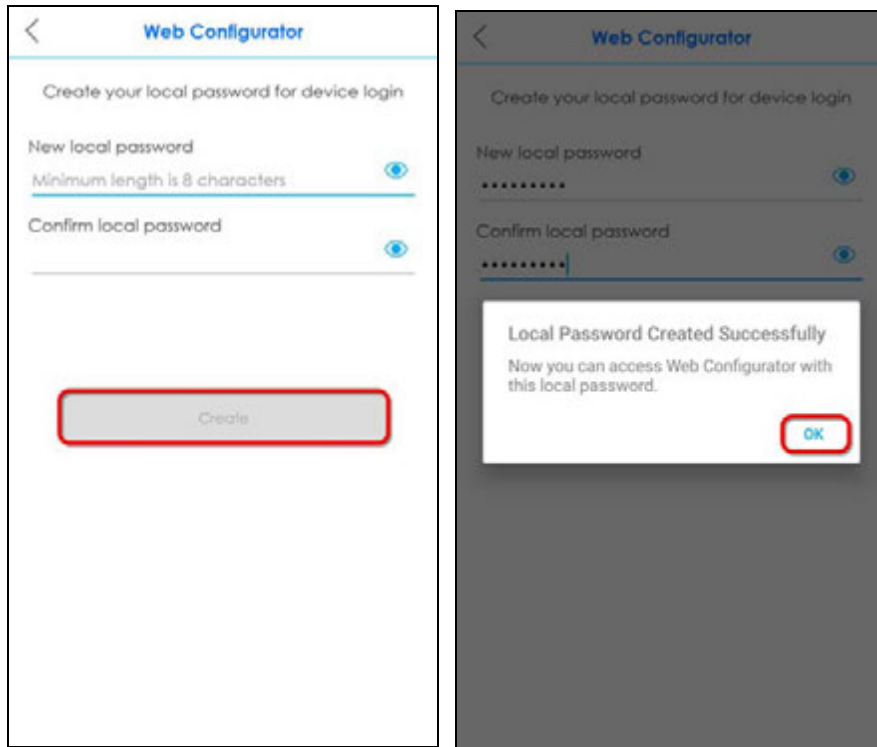 Web Configurator
Create your local password for device login
New local password
Minimum length is 8 characters
Confirm local password
Create
Web Configurator
Create your local password for device login
New local password
•••••••••
Confirm local password
•••••••••
Local Password Created Successfully
Now you can access Web Configurator with
this local password.
OK